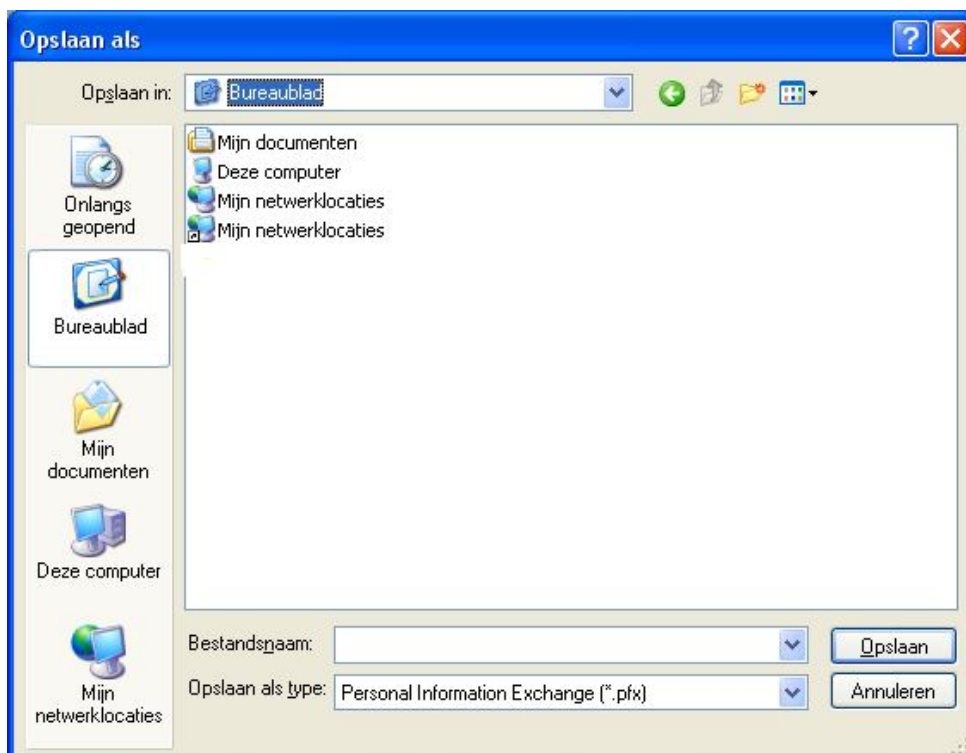 Opslaan als
Opslaan in:
Bureaublad
Onlangs
geopend
Bureaublad
Mijn
documenten
Deze computer
Mijn
netwerklocaties
Mijn documenten
Deze computer
Mijn netwerklocaties
Mijn netwerklocaties
Bestandsnaam:
Opslaan
Opslaan als type:
Personal Information Exchange (*.pfx)
Annuleren